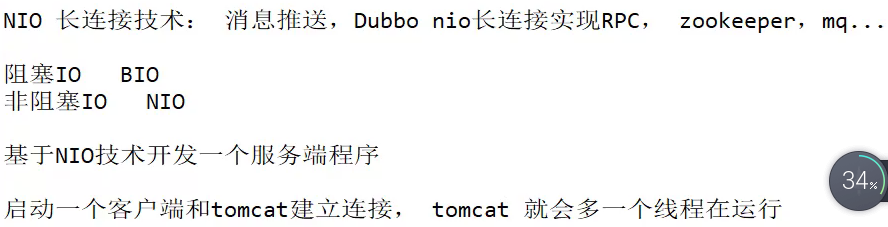 NIO 长连接技术： 消息推送，Dubbo nio长连接实现RPC， zookeeper，mq...
阻塞IO BIO
非阻塞IO NIO
基于NIO技术开发一个服务端程序
34%
启动一个客户端和tomcat建立连接， tomcat 就会多一个线程在运行